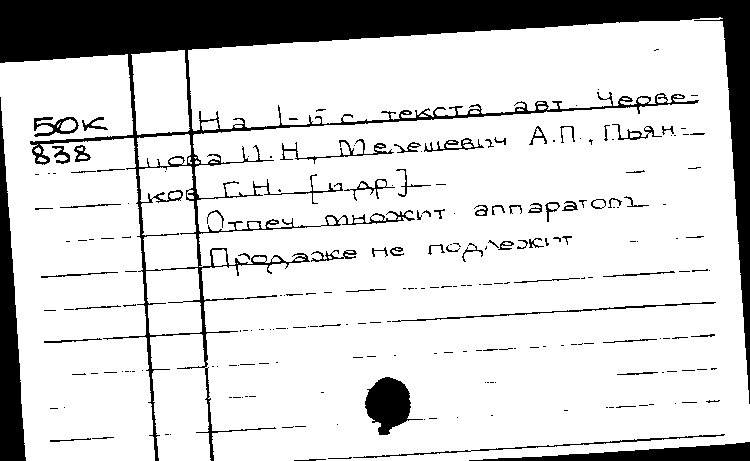 50К На 1-й с. текста авт. Черве-
838 цова И.Н., Мелешевич А.П., Пьян-
ков Г.Н. [и др]
Отпеч. множит. аппаратом
Продаже не подлежит